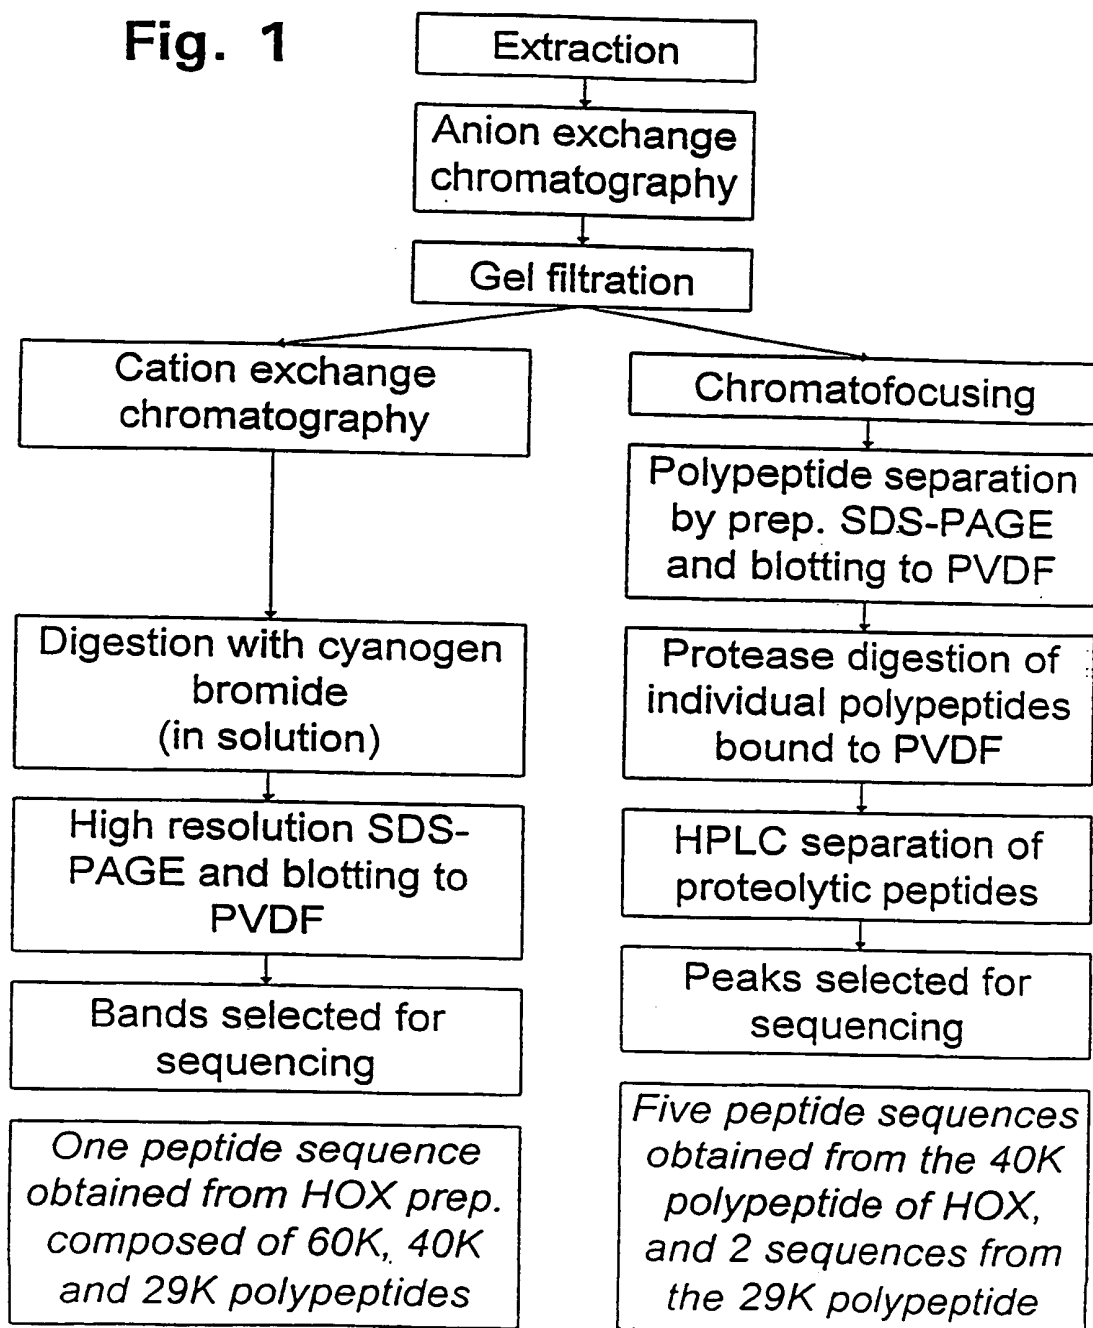 Fig. 1
Extraction
Anion exchange
chromatography
Gel filtration
Cation exchange
chromatography
Digestion with cyanogen
bromide
(in solution)
High resolution SDS-
PAGE and blotting to
PVDF
Bands selected for
sequencing
One peptide sequence
obtained from HOX prep.
composed of 60K, 40K
and 29K polypeptides
Chromatofocusing
Polypeptide separation
by prep. SDS-PAGE
and blotting to PVDF
Protease digestion of
individual polypeptides
bound to PVDF
HPLC separation of
proteolytic peptides
Peaks selected for
sequencing
Five peptide sequences
obtained from the 40K
polypeptide of HOX,
and 2 sequences from
the 29K polypeptide